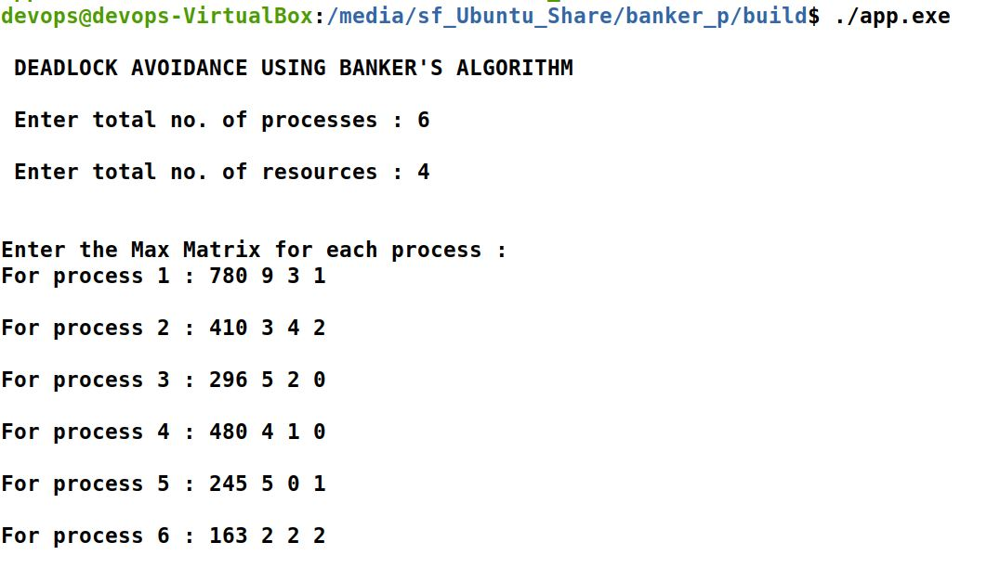 devops@devops-VirtualBox:/media/sf_Ubuntu_Share/banker_p/build$ ./app.exe
DEADLOCK AVOIDANCE USING BANKER'S ALGORITHM
Enter total no. of processes : 6
Enter total no. of resources : 4
Enter the Max Matrix for each process :
For process 1 : 780 9 3 1
For process 2 : 410 3 4 2
For process 3 : 296 5 2 0
For process 4 : 480 4 1 0
For process 5 : 245 5 0 1
For process 6 : 163 2 2 2